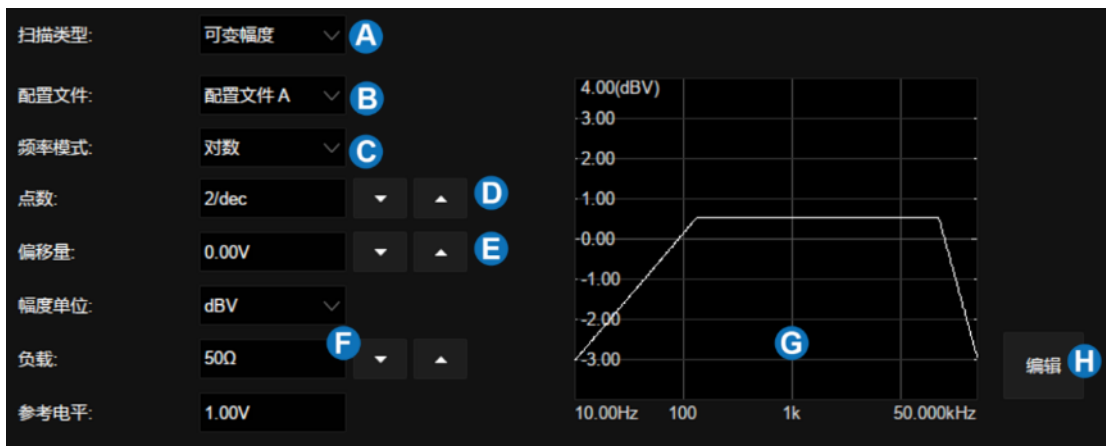 扫描类型: 可变幅度 A
配置文件: 配置文件 A B
频率模式: 对数 C
点数: 2/dec D
偏移量: 0.00V E
幅度单位: dBV
负载: 50Ω F
参考电平: 1.00V
4.00(dBV)
3.00
2.00
1.00
0.00
-1.00
-2.00
-3.00
G
10.00Hz 100 1k 50.000kHz
编辑 H